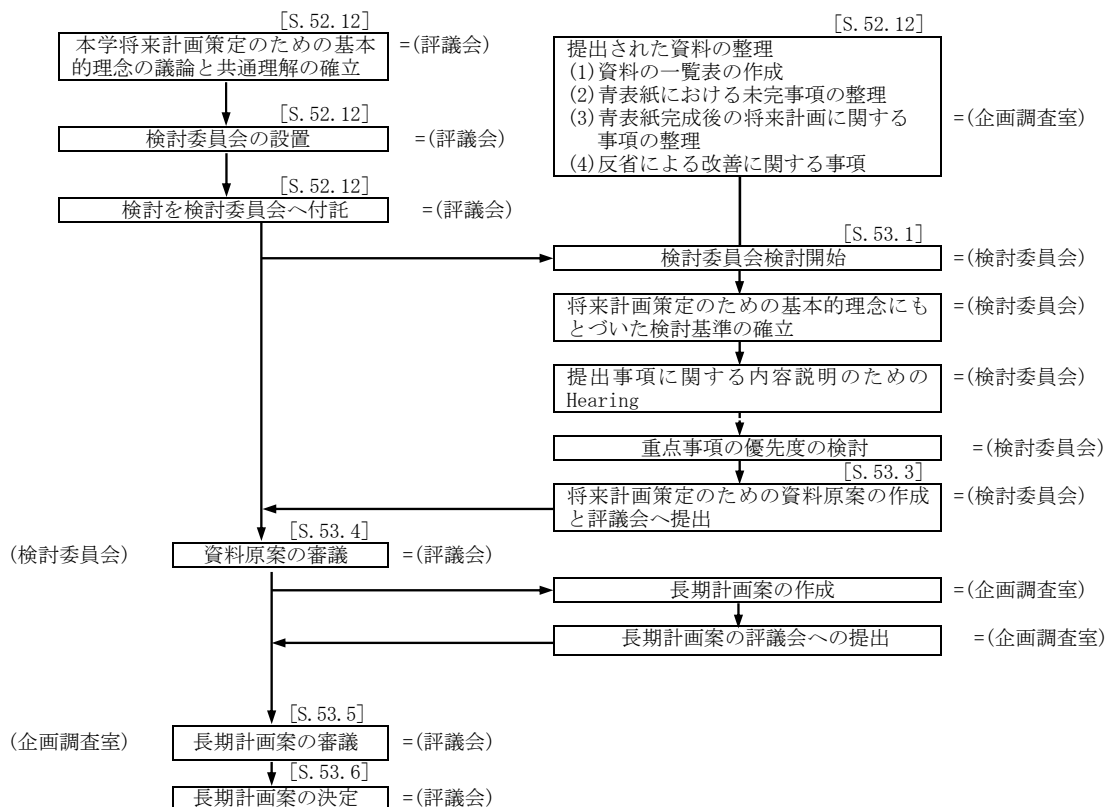 [S.52.12]
本学将来計画策定のための基本
的理念の議論と共通理解の確立
=(評議会)
[S.52.12]
検討委員会の設置
=(評議会)
[S.52.12]
検討を検討委員会へ付託
=(評議会)
[S.52.12]
提出された資料の整理
(1)資料の一覧表の作成
(2)青表紙における未完事項の整理
(3)青表紙完成後の将来計画に関する
事項の整理
(4)反省による改善に関する事項
=(企画調査室)
[S.53.1]
検討委員会検討開始
=(検討委員会)
将来計画策定のための基本的理念にも
とづいた検討基準の確立
=(検討委員会)
提出事項に関する内容説明のための
Hearing
=(検討委員会)
重点事項の優先度の検討
=(検討委員会)
[S.53.3]
将来計画策定のための資料原案の作成
と評議会へ提出
=(検討委員会)
[S.53.4]
(検討委員会)
資料原案の審議
=(評議会)
長期計画案の作成
=(企画調査室)
長期計画案の評議会への提出
=(企画調査室)
[S.53.5]
(企画調査室)
長期計画案の審議
=(評議会)
[S.53.6]
長期計画案の決定
=(評議会)